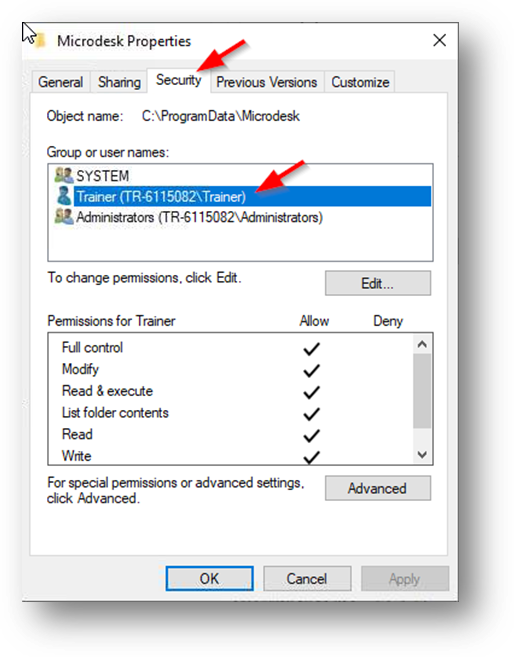 Microdesk Properties
General Sharing Security Previous Versions Customize
Object name: C:\ProgramData\Microdesk
Group or user names:
SYSTEM
Trainer (TR-6115082\Trainer)
Administrators (TR-6115082\Administrators)
To change permissions, click Edit. Edit...
Permissions for Trainer Allow Deny
Full control
Modify
Read & execute
List folder contents
Read
Write
For special permissions or advanced settings,
click Advanced. Advanced
OK Cancel Apply